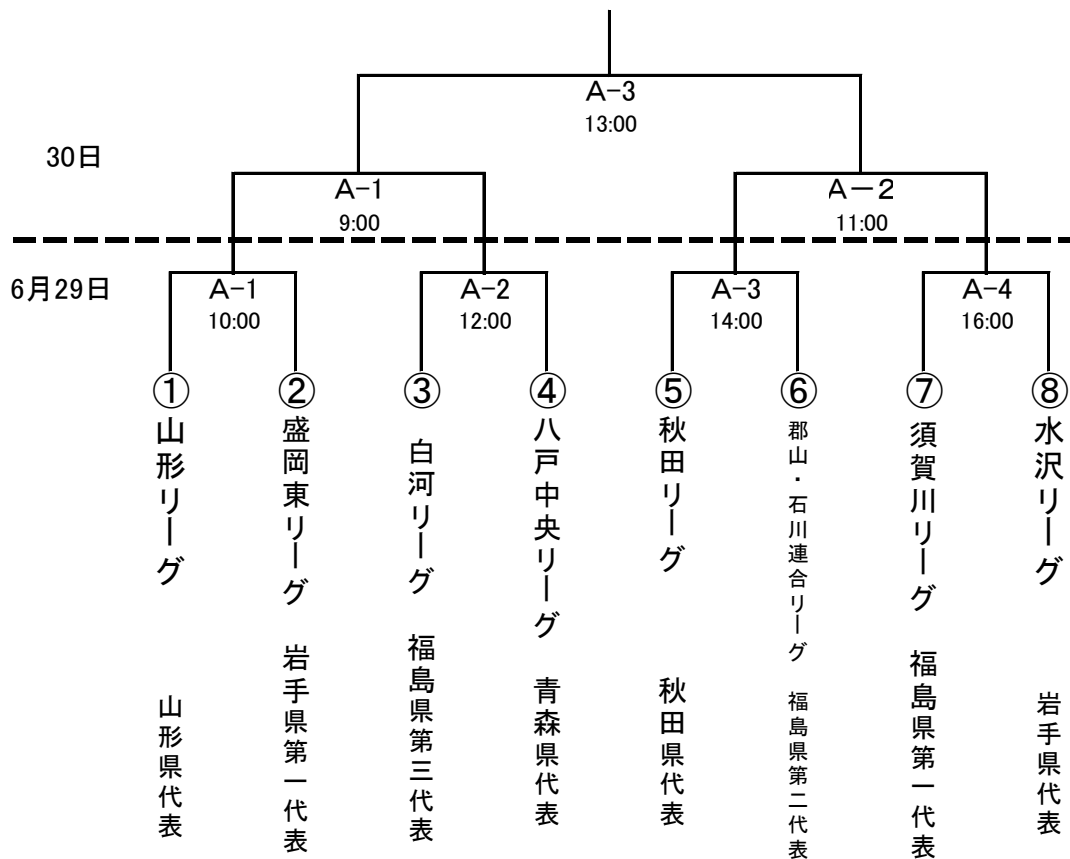 A-3
13:00
30日
A-1
9:00
A－2
11:00
6月29日
A-1
10:00
A-2
12:00
A-3
14:00
A-4
16:00
① 山形リーグ 山形県代表
② 盛岡東リーグ 岩手県第一代表
③ 白河リーグ 福島県第三代表
④ 八戸中央リーグ 青森県代表
⑤ 秋田リーグ 秋田県代表
⑥ 郡山・石川連合リーグ 福島県第二代表
⑦ 須賀川リーグ 福島県第一代表
⑧ 水沢リーグ 岩手県代表